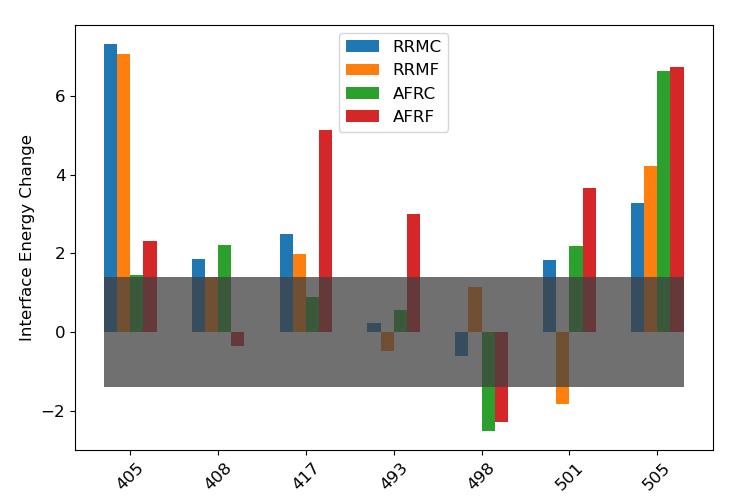 RRMC
RRMF
AFRC
AFRF
Interface Energy Change
6
4
2
0
−2
405
408
417
493
498
501
505